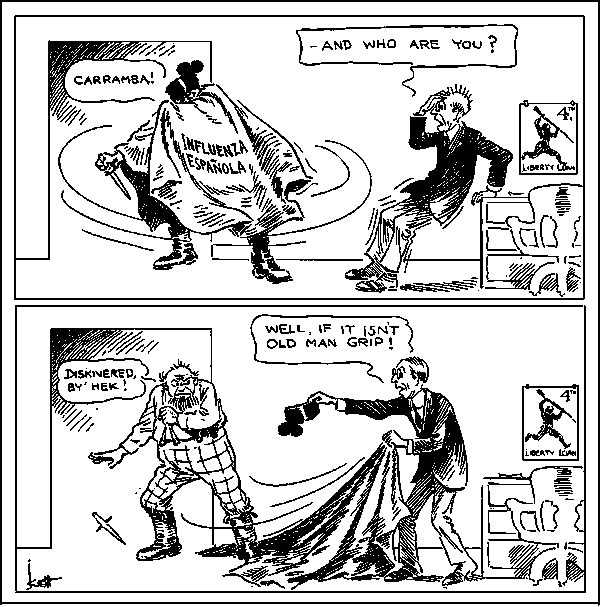 -AND WHO ARE YOU?
CARRAMBA!
INFLUENZA
ESPAÑOLA
4TH
LIBERTY LOAN
WELL, IF IT ISN'T
OLD MAN GRIP!
DISKIVERED,
BY' HEK!
4TH
LIBERTY LOAN